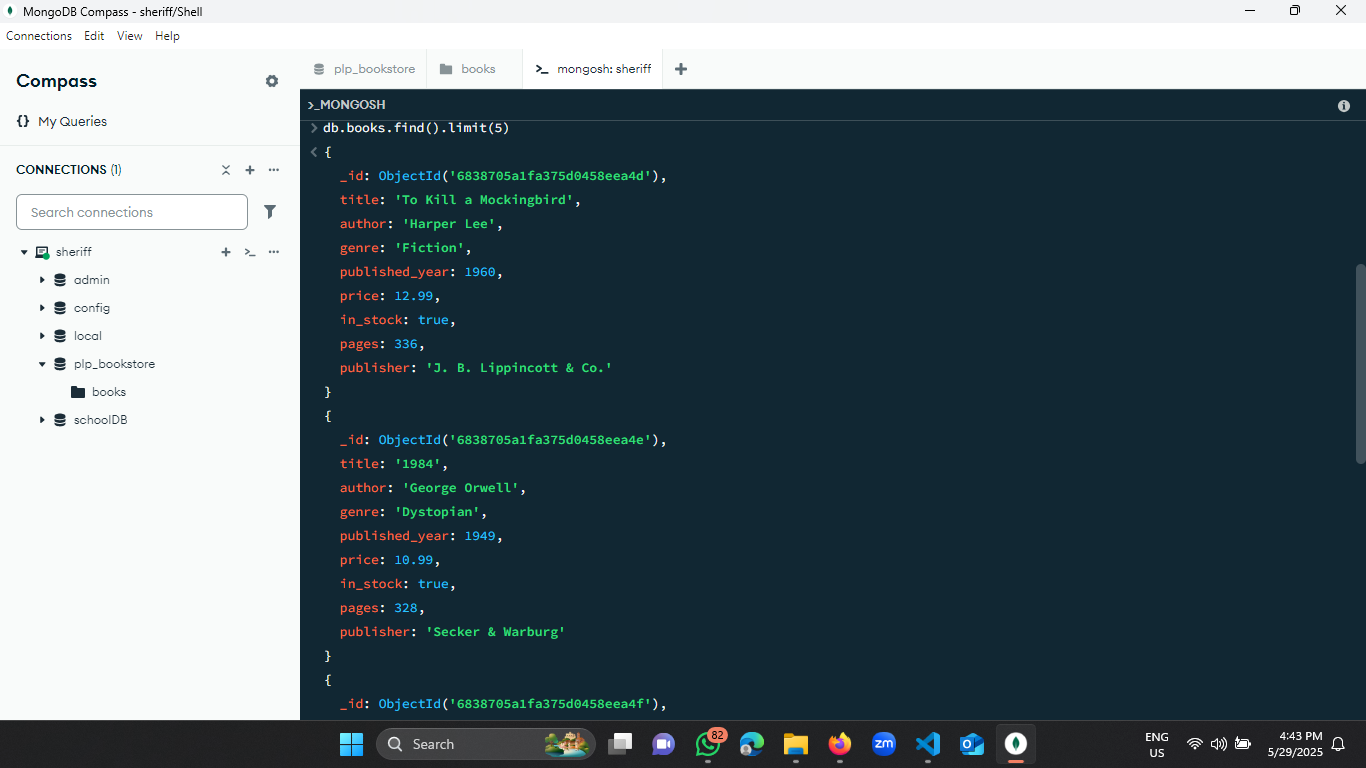 MongoDB Compass - sheriff/Shell
Connections Edit View Help
Compass
{} My Queries
CONNECTIONS (1)
Search connections
sheriff
admin
config
local
plp_bookstore
books
schoolDB
plp_bookstore books >_ mongosh: sheriff +
>_MONGOSH
> db.books.find().limit(5)
< {
_id: ObjectId('6838705a1fa375d0458eea4d'),
title: 'To Kill a Mockingbird',
author: 'Harper Lee',
genre: 'Fiction',
published_year: 1960,
price: 12.99,
in_stock: true,
pages: 336,
publisher: 'J. B. Lippincott & Co.'
}
{
_id: ObjectId('6838705a1fa375d0458eea4e'),
title: '1984',
author: 'George Orwell',
genre: 'Dystopian',
published_year: 1949,
price: 10.99,
in_stock: true,
pages: 328,
publisher: 'Secker & Warburg'
}
{
_id: ObjectId('6838705a1fa375d0458eea4f'),
Search
82
zm
ENG
US
4:43 PM
5/29/2025